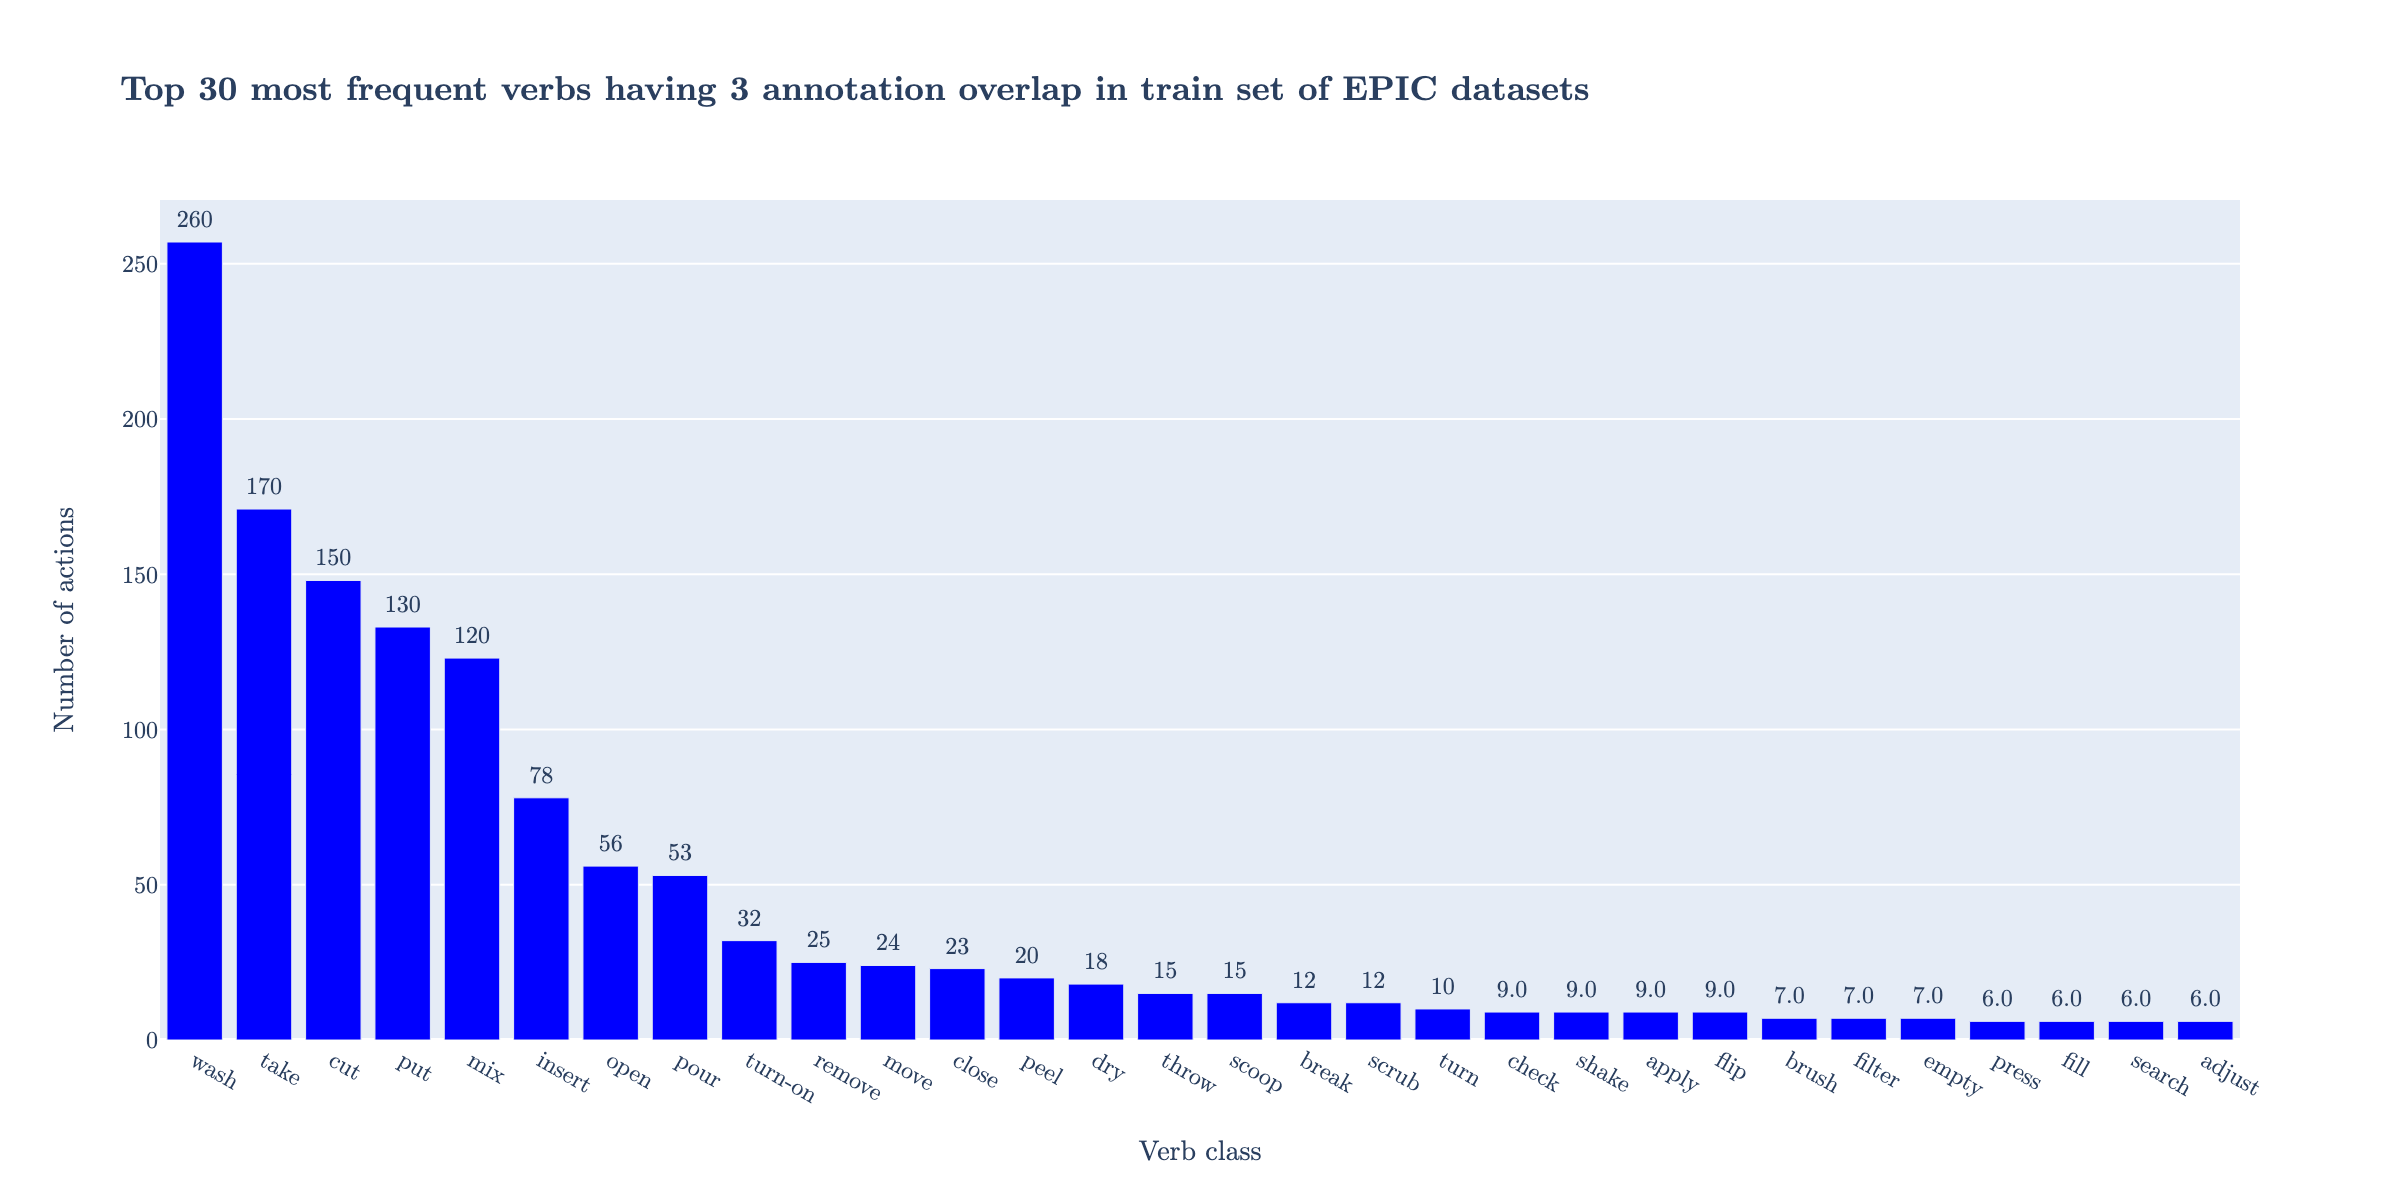 Top 30 most frequent verbs having 3 annotation overlap in train set of EPIC datasets
260
170
150
130
120
78
56
53
32
25
24
23
20
18
15
15
12
12
10
9.0
9.0
9.0
9.0
7.0
7.0
7.0
6.0
6.0
6.0
6.0
250
200
150
100
50
0
Number of actions
wash
take
cut
put
mix
insert
open
pour
turn-on
remove
move
close
peel
dry
throw
scoop
break
scrub
turn
check
shake
apply
flip
brush
filter
empty
press
fill
search
adjust
Verb class